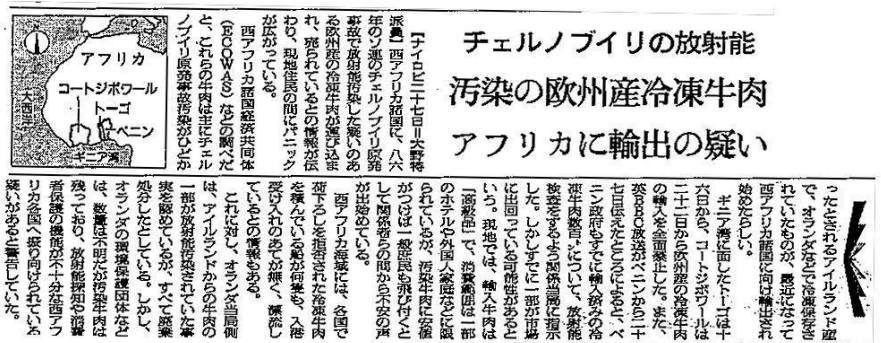 チェルノブイリの放射能
汚染の欧州産冷凍牛肉
アフリカに輸出の疑い
【ナイロビ二十七日＝大野特
派員】西アフリカ諸国に、八六
年のソ連のチェルノブイリ原発
事故で放射能汚染した疑いのあ
る欧州産の冷凍牛肉が運び込ま
れ、売られているとの情報が伝
わり、現地住民の間にパニック
が広がっている。
西アフリカ諸国経済共同体
（ＥＣＯＷＡＳ）などの調べだ
と、これらの牛肉は主にチェル
ノブイリ原発事故汚染がひどか
アフリカ
コートジボワール
トーゴ
ベニン
大西洋
ギニア湾
ったとされるアイルランド産
で、オランダなどで冷凍保存さ
れていたものが、最近になって
西アフリカ諸国に向け輸出され
始めたらしい。
ギニア湾に面したトーゴは十
六日から、コートジボワールは
二十二日から欧州産の冷凍牛肉
の輸入を全面禁止した。また、
英ＢＢＣ放送がベニンから二十
七日伝えたところによると、ベ
ニン政府もすでに輸入済みの冷
凍牛肉数百㌧について、放射能
検査をするよう関係当局に指示
した。しかしすでに一部が市場
に出回っている可能性があると
いう。現地では、輸入牛肉は
「高級品」で、消費範囲は一部
のホテルや外国人家庭などに限
られているが、汚染牛肉に安値
がつけば一般庶民も飛び付くと
して関係筋らの間から不安の声
が出始めている。
西アフリカ海域には、各国で
荷下ろしを拒否された冷凍牛肉
を積んでいる船が何隻も、入港
受け入れのあてが無く、漂流し
ているとの情報もある。
これに対し、オランダ当局側
は、アイルランドからの牛肉の
一部が放射能汚染されていた事
実を認めているが、すべて廃棄
処分したとしている。しかし、
オランダの環境保護団体など
は、数量は不明だが汚染牛肉は
残っており、放射能探知や消費
者保護の機能が不十分な西アフ
リカ各国へ振り向けられている
疑いがあると警告していた。